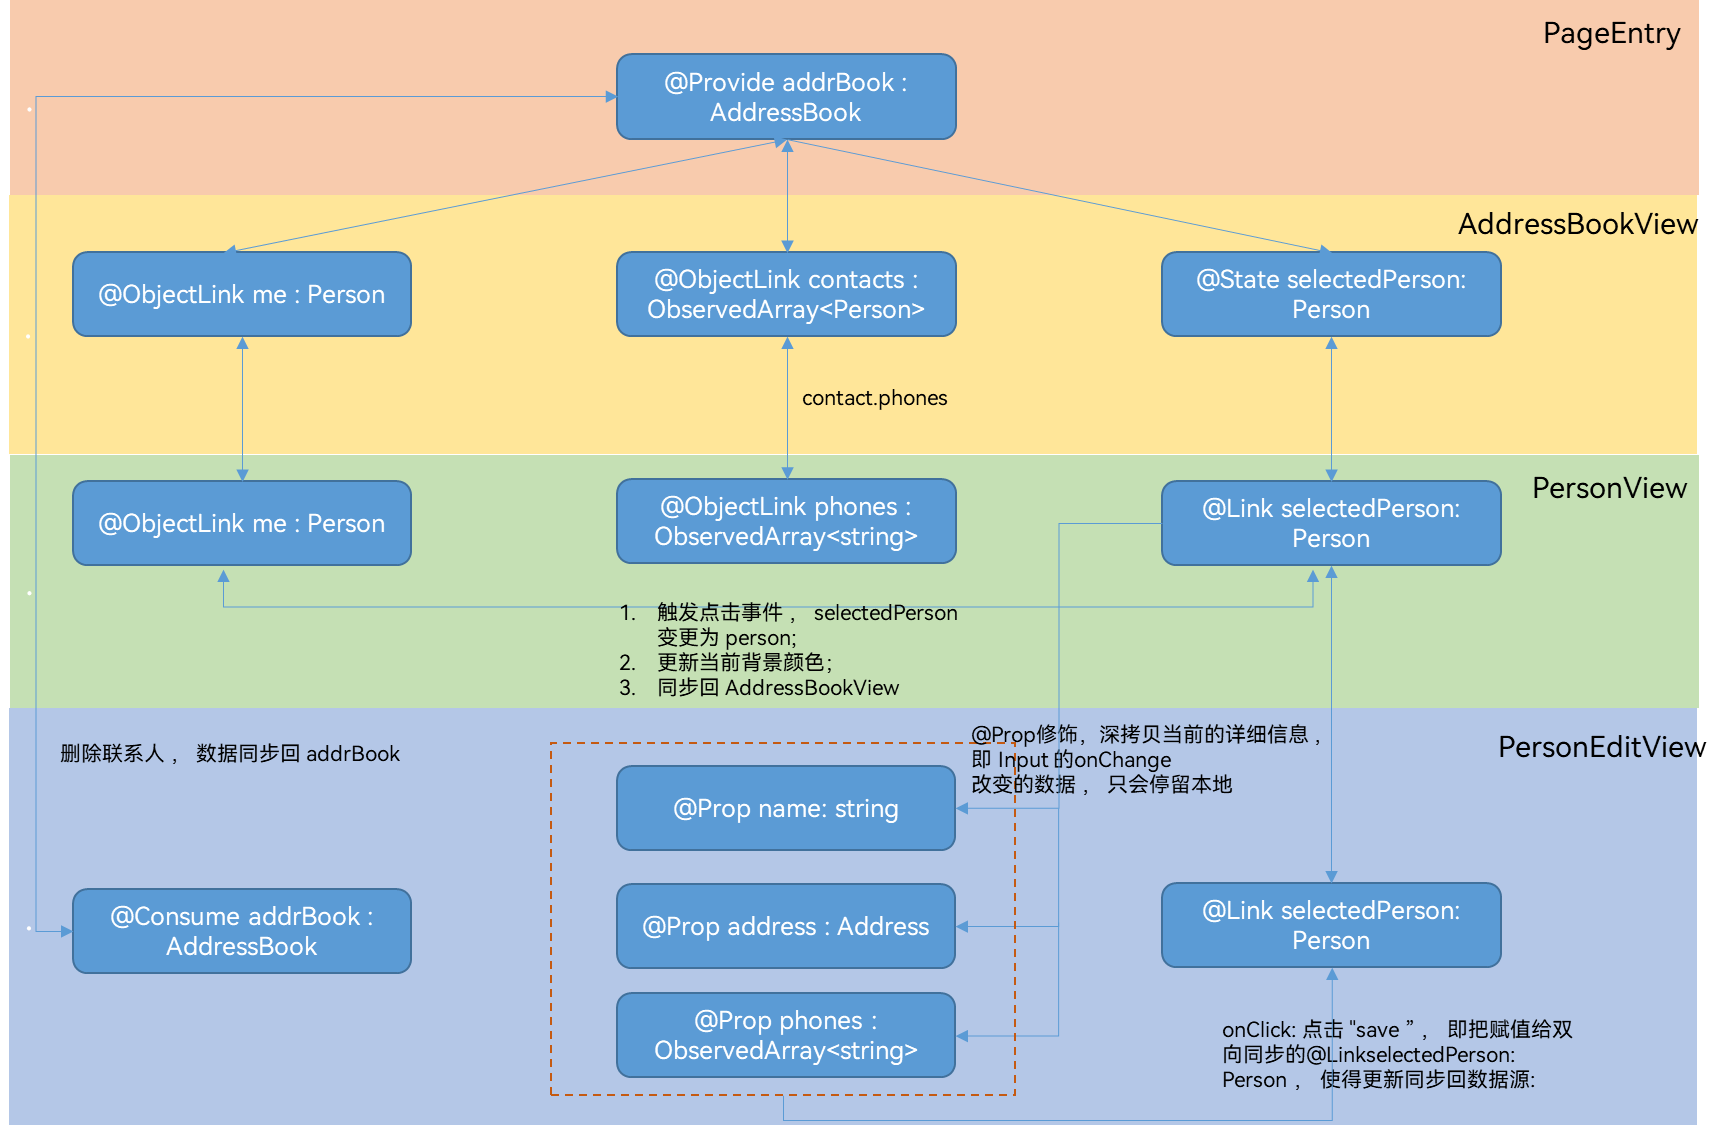 PageEntry
@Provide addrBook :
AddressBook
AddressBookView
@ObjectLink me : Person
@ObjectLink contacts :
ObservedArray<Person>
@State selectedPerson:
Person
contact.phones
PersonView
@ObjectLink me : Person
@ObjectLink phones :
ObservedArray<string>
@Link selectedPerson:
Person
1. 触发点击事件， selectedPerson
变更为 person;
2. 更新当前背景颜色；
3. 同步回 AddressBookView
PersonEditView
删除联系人， 数据同步回 addrBook
@Prop修饰，深拷贝当前的详细信息，
即 Input 的onChange
改变的数据， 只会停留本地
@Prop name: string
@Consume addrBook :
AddressBook
@Prop address : Address
@Link selectedPerson:
Person
@Prop phones :
ObservedArray<string>
onClick: 点击 "save ”， 即把赋值给双
向同步的@LinkselectedPerson:
Person， 使得更新同步回数据源: